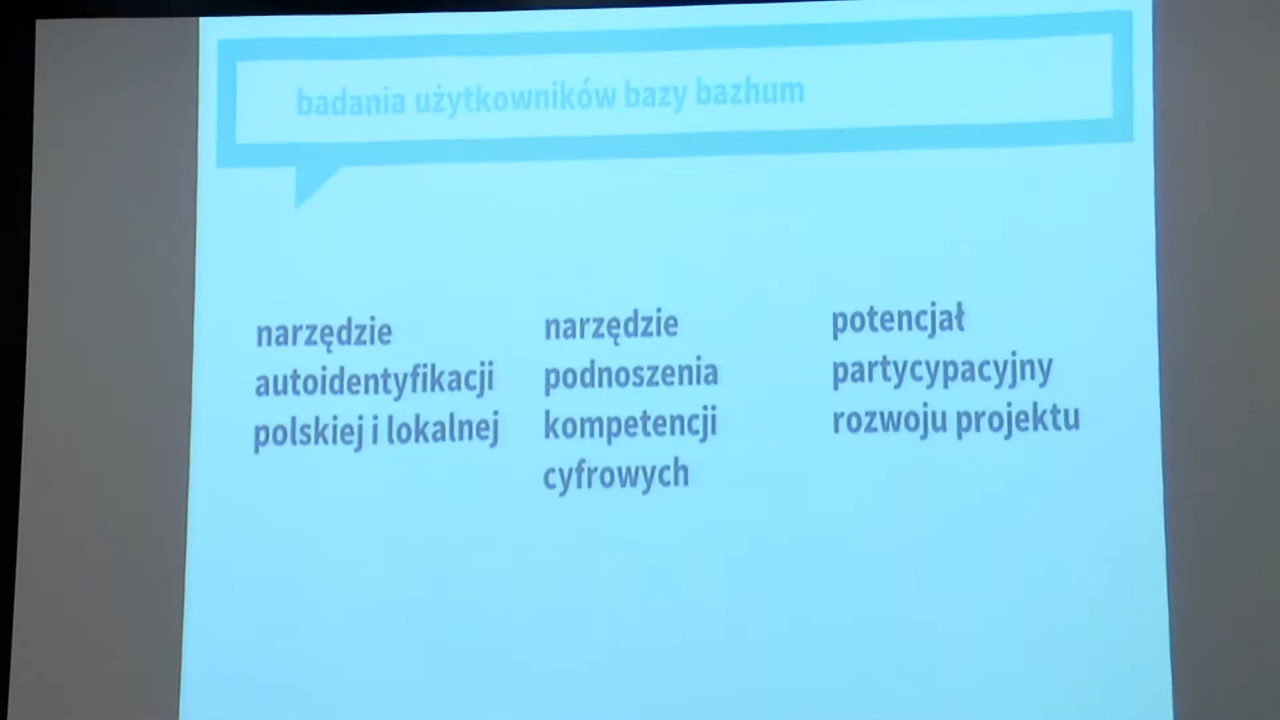 badania użytkowników bazy bazhum
narzędzie
autoidentyfikacji
polskiej i lokalnej
narzędzie
podnoszenia
kompetencji
cyfrowych
potencjał
partycypacyjny
rozwoju projektu